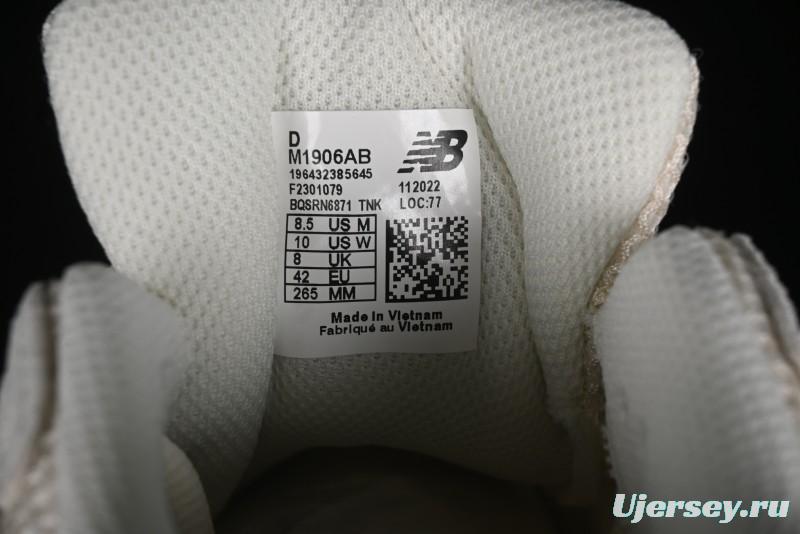 D
M1906AB
196432385645
F2301079
BQSRN6871 TNK
NB
112022
LOC:77
8.5 US M
10 US W
8 UK
42 EU
265 MM
Made in Vietnam
Fabriqué au Vietnam
Ujersey.ru